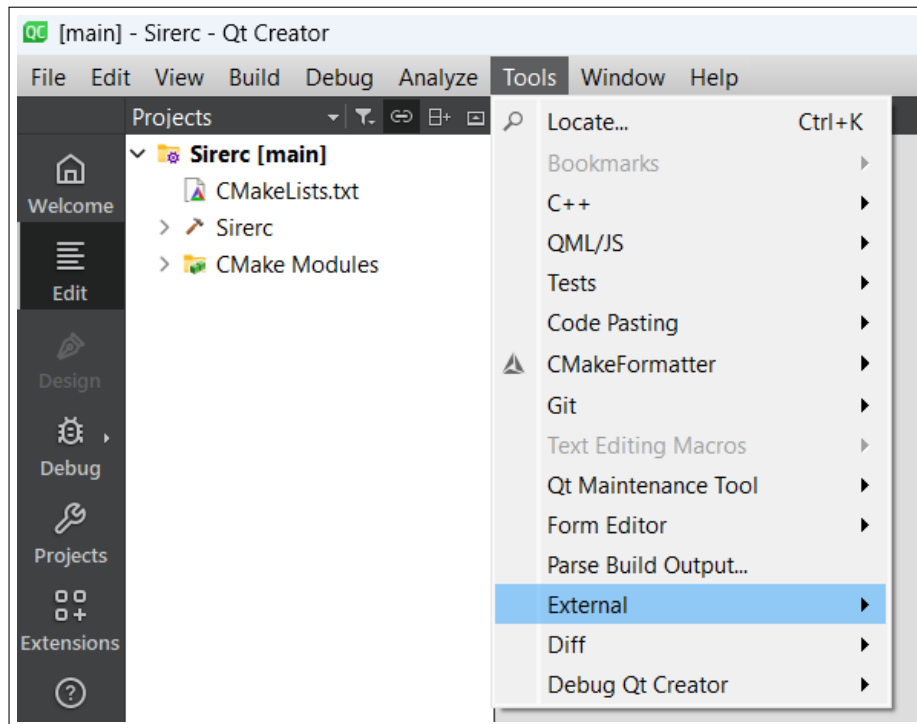 QC [main] - Sirerc - Qt Creator
File Edit View Build Debug Analyze Tools Window Help
Projects
Sirerc [main]
CMakeLists.txt
Sirerc
CMake Modules
Welcome
Edit
Design
Debug
Projects
Extensions
Locate... Ctrl+K
Bookmarks
C++
QML/JS
Tests
Code Pasting
CMakeFormatter
Git
Text Editing Macros
Qt Maintenance Tool
Form Editor
Parse Build Output...
External
Diff
Debug Qt Creator